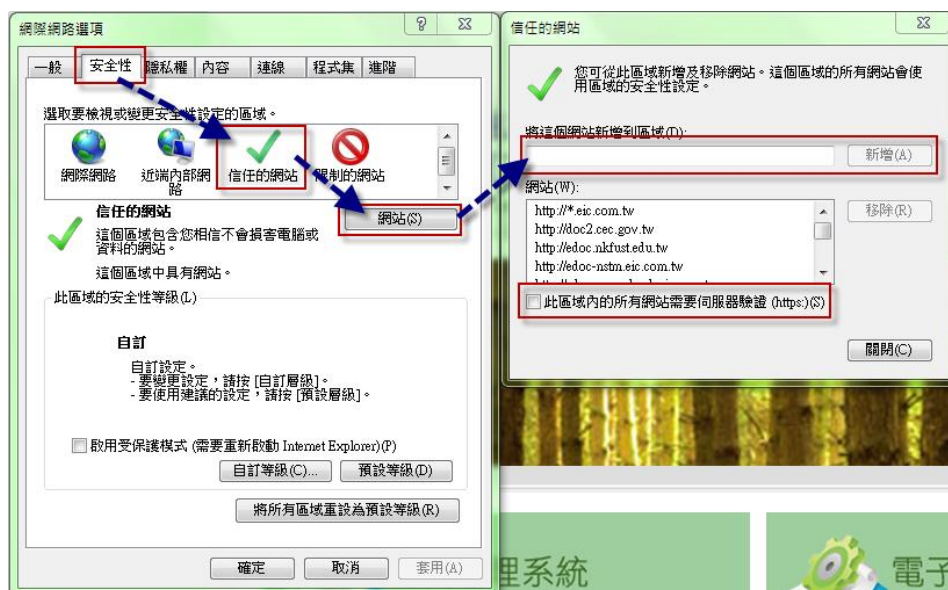 網際網路選項
一般 安全性 隱私權 內容 連線 程式集 進階
選取要檢視或變更安全性設定的區域。
網際網路
近端內部網
路
信任的網站
限制的網站
信任的網站
網站(S)
這個區域包含您相信不會損害電腦或
資料的網站。
這個區域中具有網站。
此區域的安全性等級(L)
自訂
自訂設定。
- 要變更設定，請按 [自訂層級]。
- 要使用建議的設定，請按 [預設層級]。
啟用受保護模式 (需要重新啟動 Internet Explorer)(P)
自訂等級(C)... 預設等級(D)
將所有區域重設為預設等級(R)
確定 取消 套用(A)
信任的網站
您可從此區域新增及移除網站。這個區域的所有網站會使
用區域的安全性設定。
將這個網站新增到區域(D):
新增(A)
網站(W):
http://*.eic.com.tw
http://doc2.cec.gov.tw
http://edoc.nkfust.edu.tw
http://edoc-nstm.eic.com.tw
移除(R)
此區域內的所有網站需要伺服器驗證 (https:)(S)
關閉(C)
理系統
電子